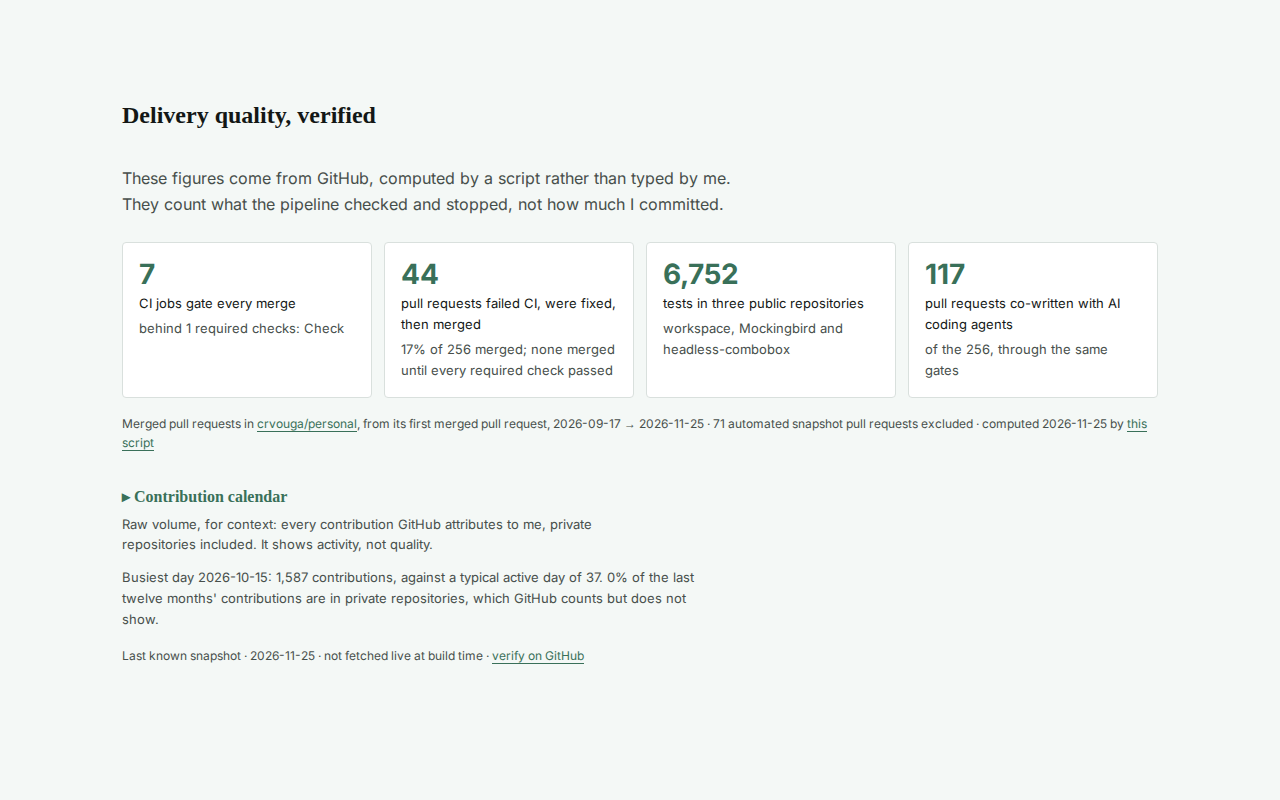 Delivery quality, verified
These figures come from GitHub, computed by a script rather than typed by me.
They count what the pipeline checked and stopped, not how much I committed.
7
CI jobs gate every merge
behind 1 required checks: Check
44
pull requests failed CI, were fixed,
then merged
17% of 256 merged; none merged
until every required check passed
6,752
tests in three public repositories
workspace, Mockingbird and
headless-combobox
117
pull requests co-written with AI
coding agents
of the 256, through the same
gates
Merged pull requests in crvouga/personal, from its first merged pull request, 2026-09-17 → 2026-11-25 · 71 automated snapshot pull requests excluded · computed 2026-11-25 by this
script
▸ Contribution calendar
Raw volume, for context: every contribution GitHub attributes to me, private
repositories included. It shows activity, not quality.
Busiest day 2026-10-15: 1,587 contributions, against a typical active day of 37. 0% of the last
twelve months' contributions are in private repositories, which GitHub counts but does not
show.
Last known snapshot · 2026-11-25 · not fetched live at build time · verify on GitHub